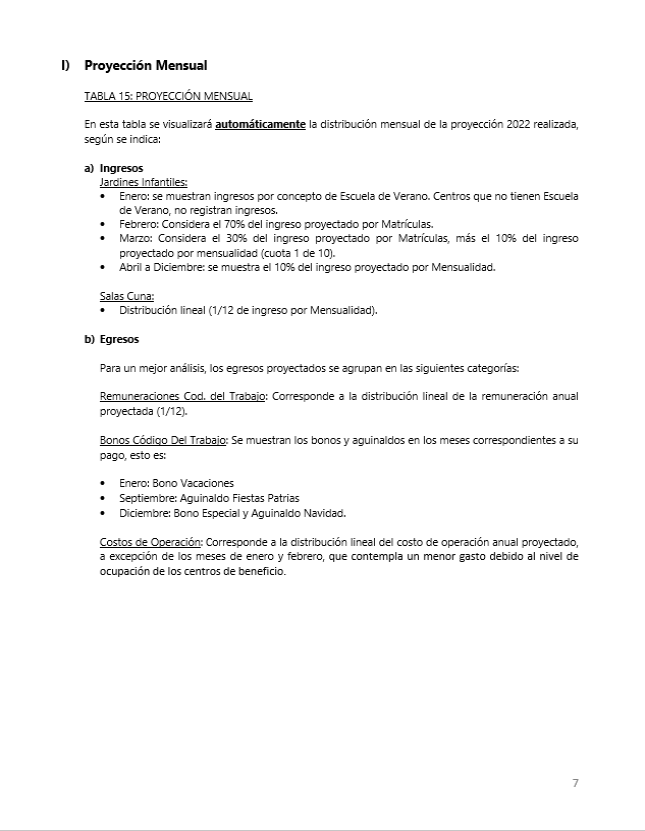 I) Proyección Mensual
TABLA 15: PROYECCIÓN MENSUAL
En esta tabla se visualizará automáticamente la distribución mensual de la proyección 2022 realizada,
según se indica:
a) Ingresos
Jardines Infantiles:
• Enero: se muestran ingresos por concepto de Escuela de Verano. Centros que no tienen Escuela
de Verano, no registran ingresos.
• Febrero: Considera el 70% del ingreso proyectado por Matrículas.
• Marzo: Considera el 30% del ingreso proyectado por Matrículas, más el 10% del ingreso
proyectado por mensualidad (cuota 1 de 10).
• Abril a Diciembre: se muestra el 10% del ingreso proyectado por Mensualidad.
Salas Cuna:
• Distribución lineal (1/12 de ingreso por Mensualidad).
b) Egresos
Para un mejor análisis, los egresos proyectados se agrupan en las siguientes categorías:
Remuneraciones Cod. del Trabajo: Corresponde a la distribución lineal de la remuneración anual
proyectada (1/12).
Bonos Código Del Trabajo: Se muestran los bonos y aguinaldos en los meses correspondientes a su
pago, esto es:
• Enero: Bono Vacaciones
• Septiembre: Aguinaldo Fiestas Patrias
• Diciembre: Bono Especial y Aguinaldo Navidad.
Costos de Operación: Corresponde a la distribución lineal del costo de operación anual proyectado,
a excepción de los meses de enero y febrero, que contempla un menor gasto debido al nivel de
ocupación de los centros de beneficio.
7